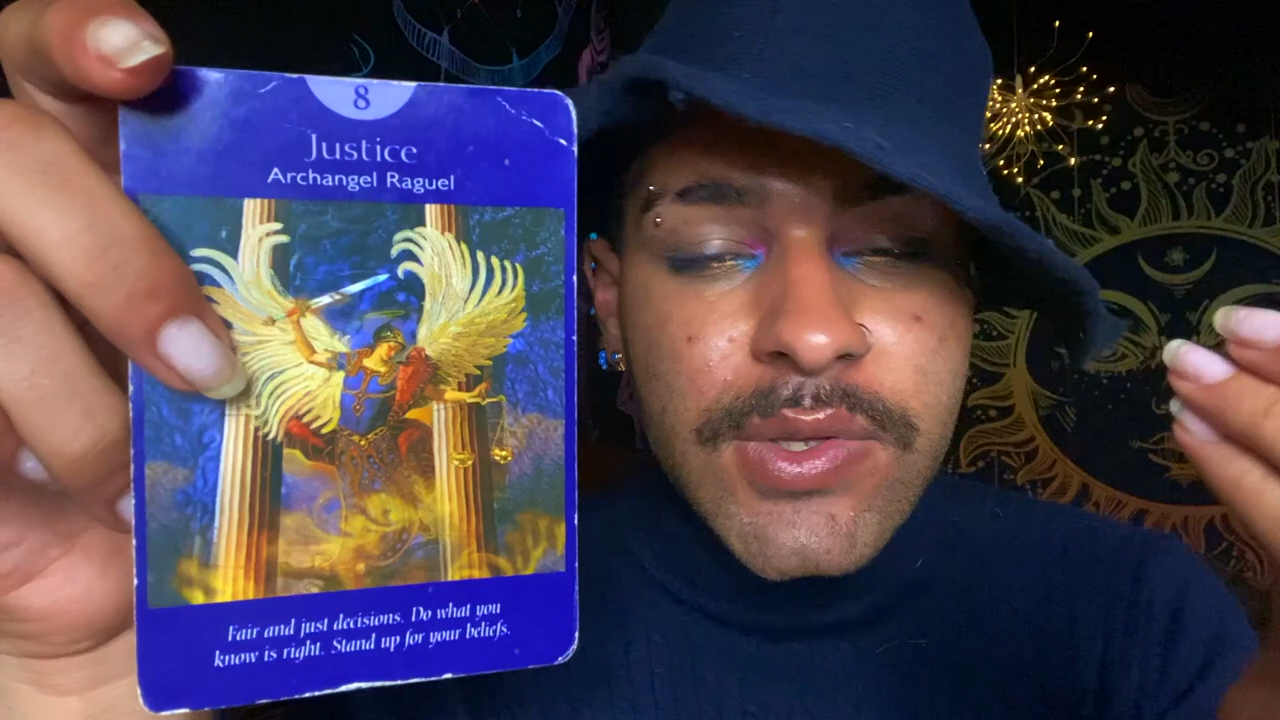 8
Justice
Archangel Raguel
Fair and just decisions. Do what you
know is right. Stand up for your beliefs.